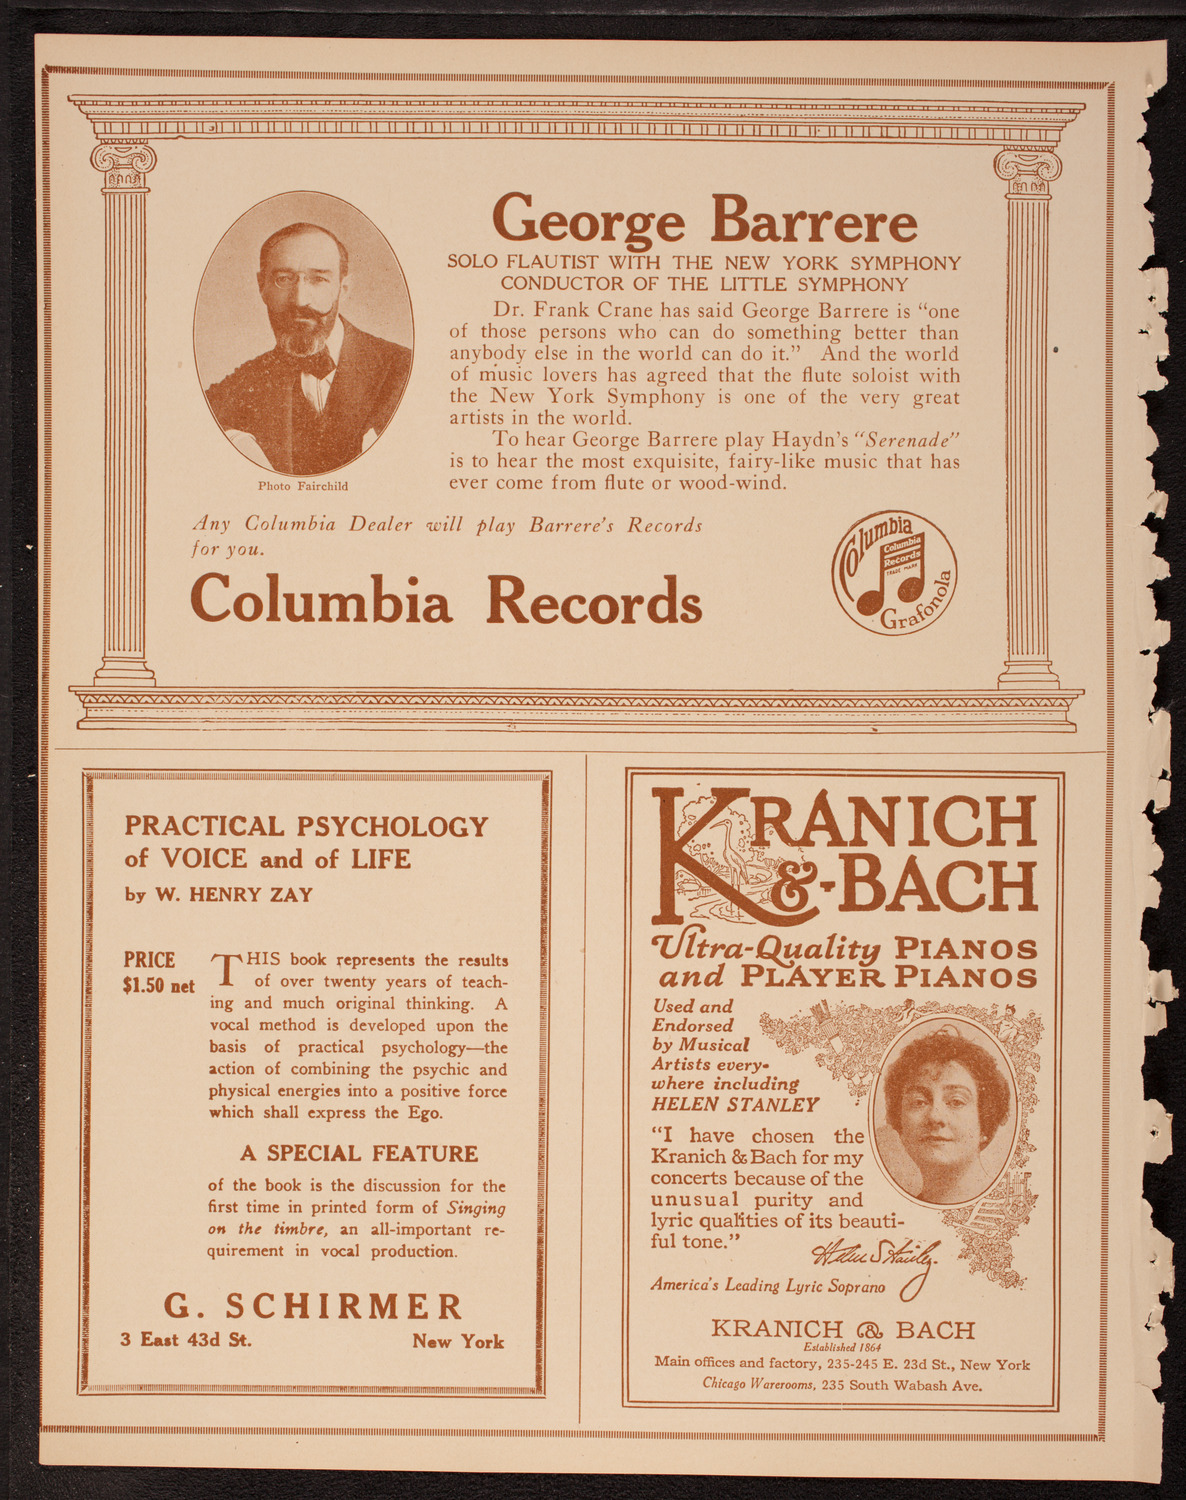 George Barrere
SOLO FLAUTIST WITH THE NEW YORK SYMPHONY
CONDUCTOR OF THE LITTLE SYMPHONY
Dr. Frank Crane has said George Barrere is “one
of those persons who can do something better than
anybody else in the world can do it.” And the world
of music lovers has agreed that the flute soloist with
the New York Symphony is one of the very great
artists in the world.
To hear George Barrere play Haydn's “Serenade”
is to hear the most exquisite, fairy-like music that has
ever come from flute or wood-wind.
Photo Fairchild
Any Columbia Dealer will play Barrere's Records
for you.
Columbia Records
Columbia
Columbia
Records
TRADE MARK
Grafonola
PRACTICAL PSYCHOLOGY
of VOICE and of LIFE
by W. HENRY ZAY
PRICE
$1.50 net
THIS book represents the results
of over twenty years of teach-
ing and much original thinking. A
vocal method is developed upon the
basis of practical psychology—the
action of combining the psychic and
physical energies into a positive force
which shall express the Ego.
A SPECIAL FEATURE
of the book is the discussion for the
first time in printed form of Singing
on the timbre, an all-important re-
quirement in vocal production.
G. SCHIRMER
3 East 43d St. New York
KRANICH
&-BACH
Ultra-Quality PIANOS
and PLAYER PIANOS
Used and
Endorsed
by Musical
Artists every-
where including
HELEN STANLEY
“I have chosen the
Kranich & Bach for my
concerts because of the
unusual purity and
lyric qualities of its beauti-
ful tone.”
Helen Stanley.
America's Leading Lyric Soprano
KRANICH & BACH
Established 1864
Main offices and factory, 235-245 E. 23d St., New York
Chicago Warerooms, 235 South Wabash Ave.